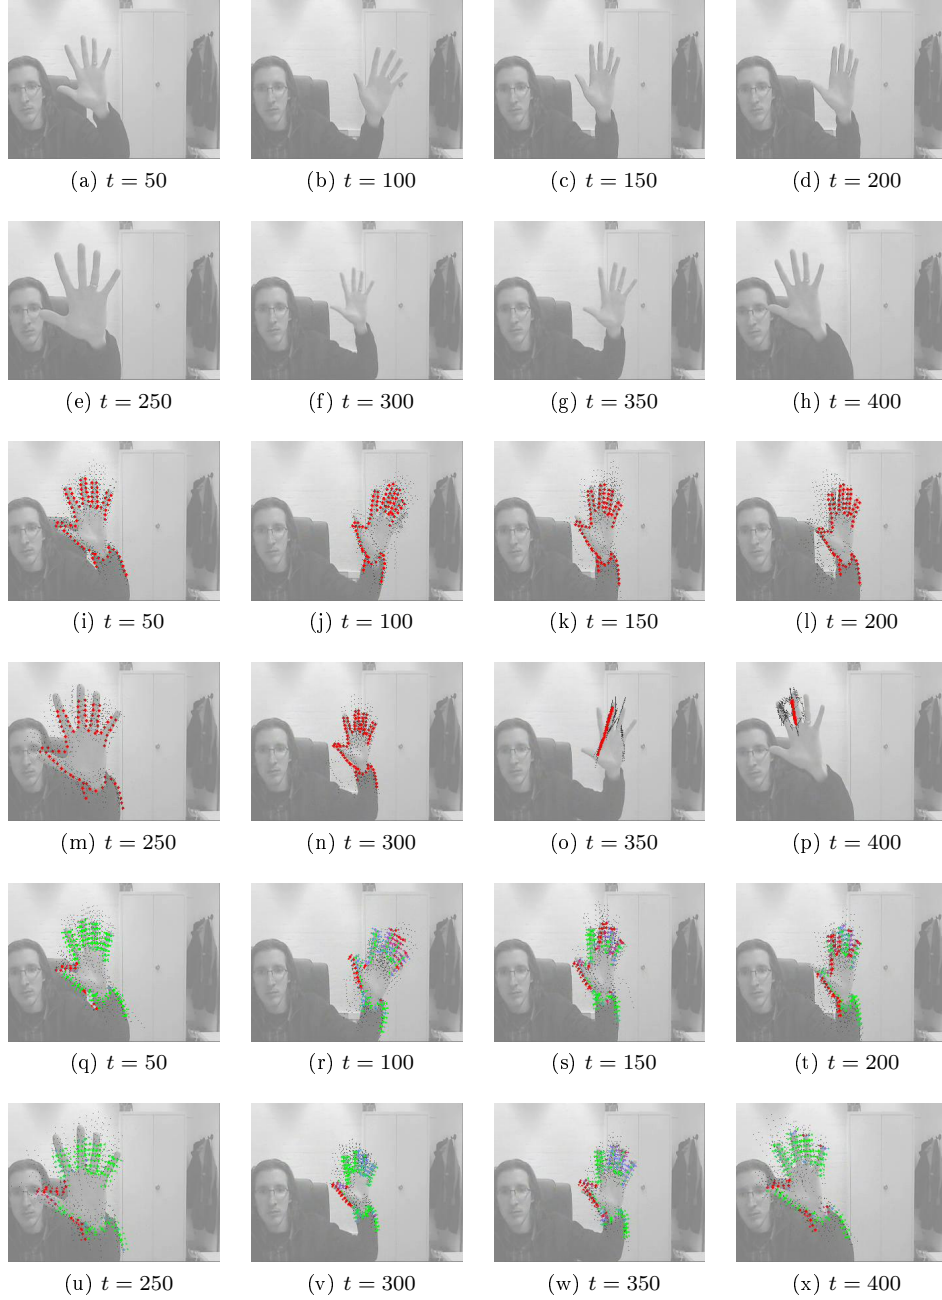 (a) t = 50 (b) t = 100 (c) t = 150 (d) t = 200
(e) t = 250 (f) t = 300 (g) t = 350 (h) t = 400
(i) t = 50 (j) t = 100 (k) t = 150 (l) t = 200
(m) t = 250 (n) t = 300 (o) t = 350 (p) t = 400
(q) t = 50 (r) t = 100 (s) t = 150 (t) t = 200
(u) t = 250 (v) t = 300 (w) t = 350 (x) t = 400